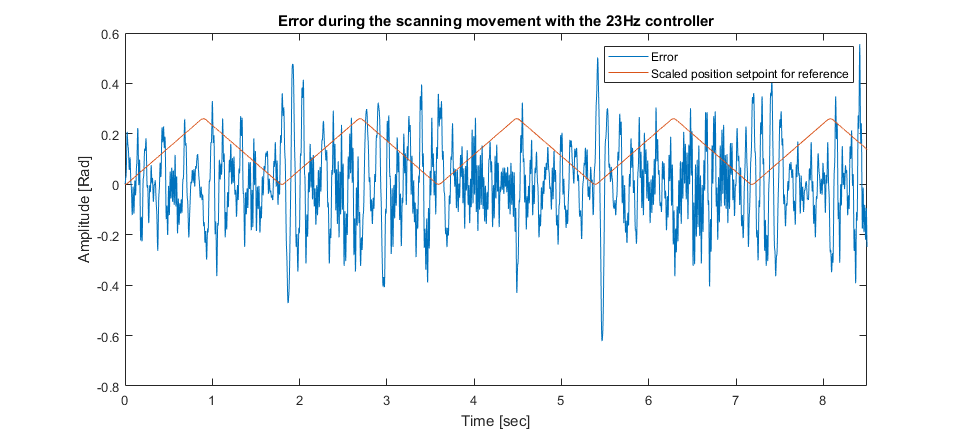 Error during the scanning movement with the 23Hz controller
Error
Scaled position setpoint for reference
Amplitude [Rad]
0.6
0.4
0.2
0
-0.2
-0.4
-0.6
-0.8
0 1 2 3 4 5 6 7 8
Time [sec]